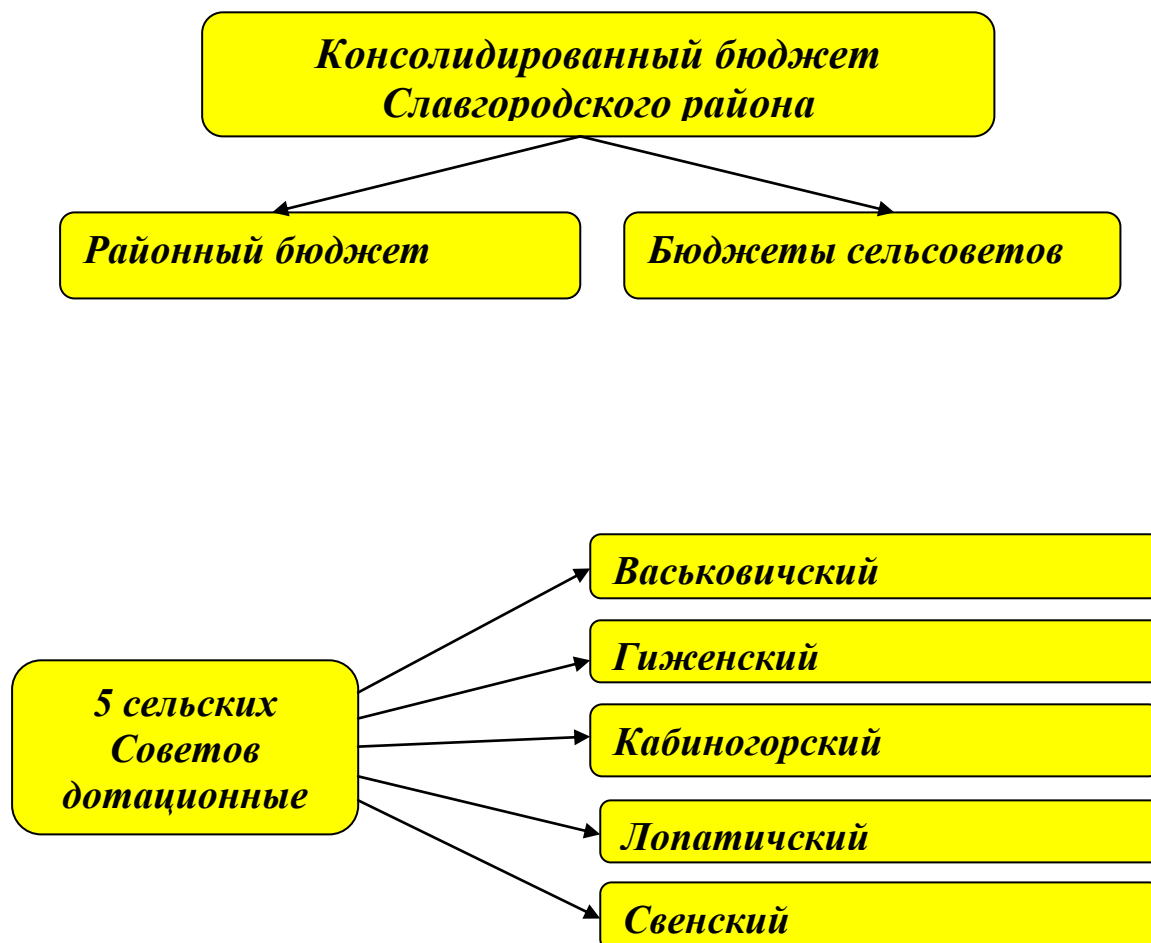 Консолидированный бюджет
Славгородского района
Районный бюджет
Бюджеты сельсоветов
5 сельских
Советов
дотационные
Васьковичский
Гиженский
Кабиногорский
Лопатичский
Свенский